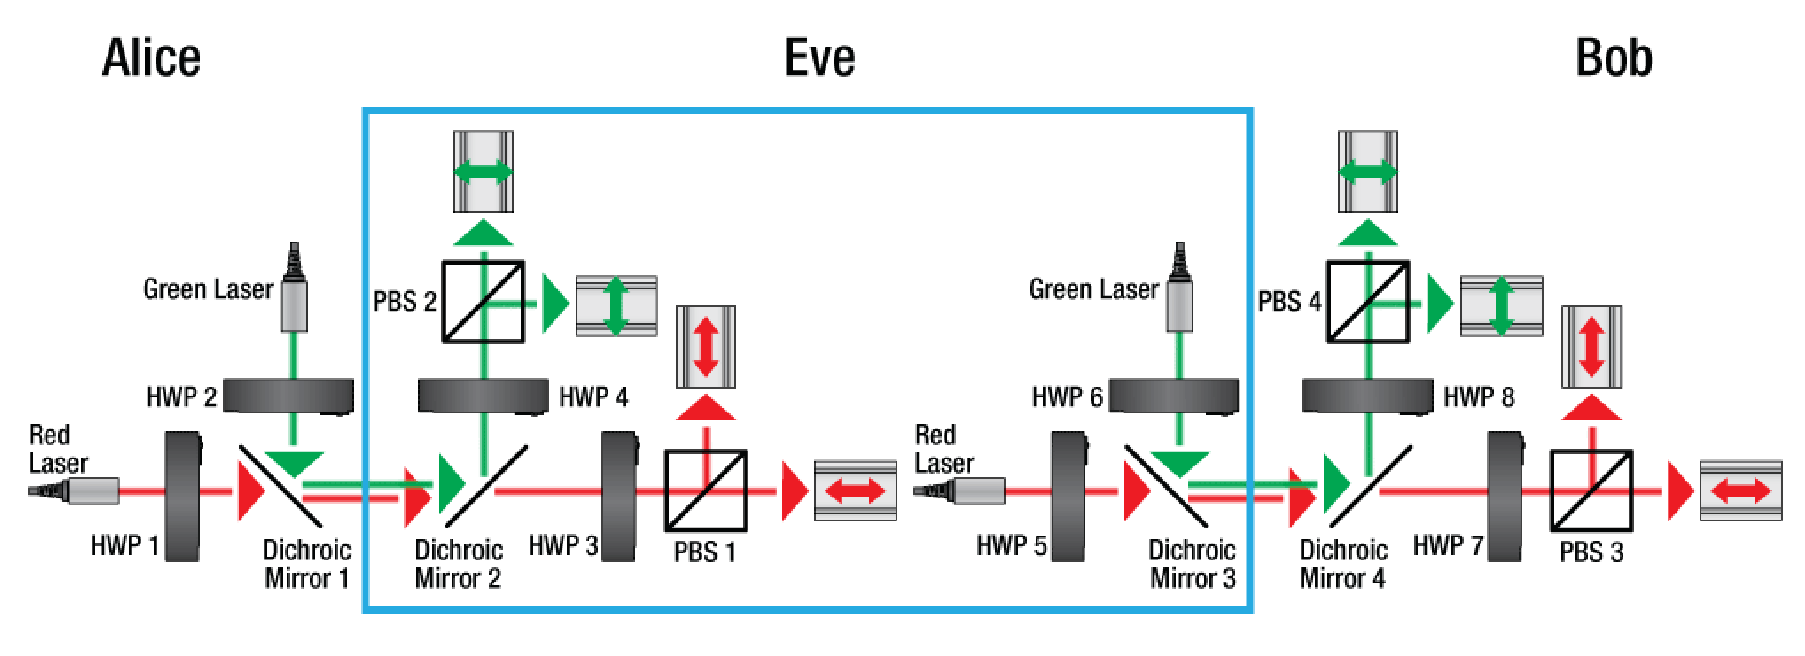 Alice
Eve
Bob
Green Laser
PBS 2
HWP 2
HWP 4
Red
Laser
HWP 1
Dichroic
Mirror 1
Dichroic
Mirror 2
HWP 3
PBS 1
Green Laser
PBS 4
HWP 6
HWP 8
Red
Laser
HWP 5
Dichroic
Mirror 3
Dichroic
Mirror 4
HWP 7
PBS 3